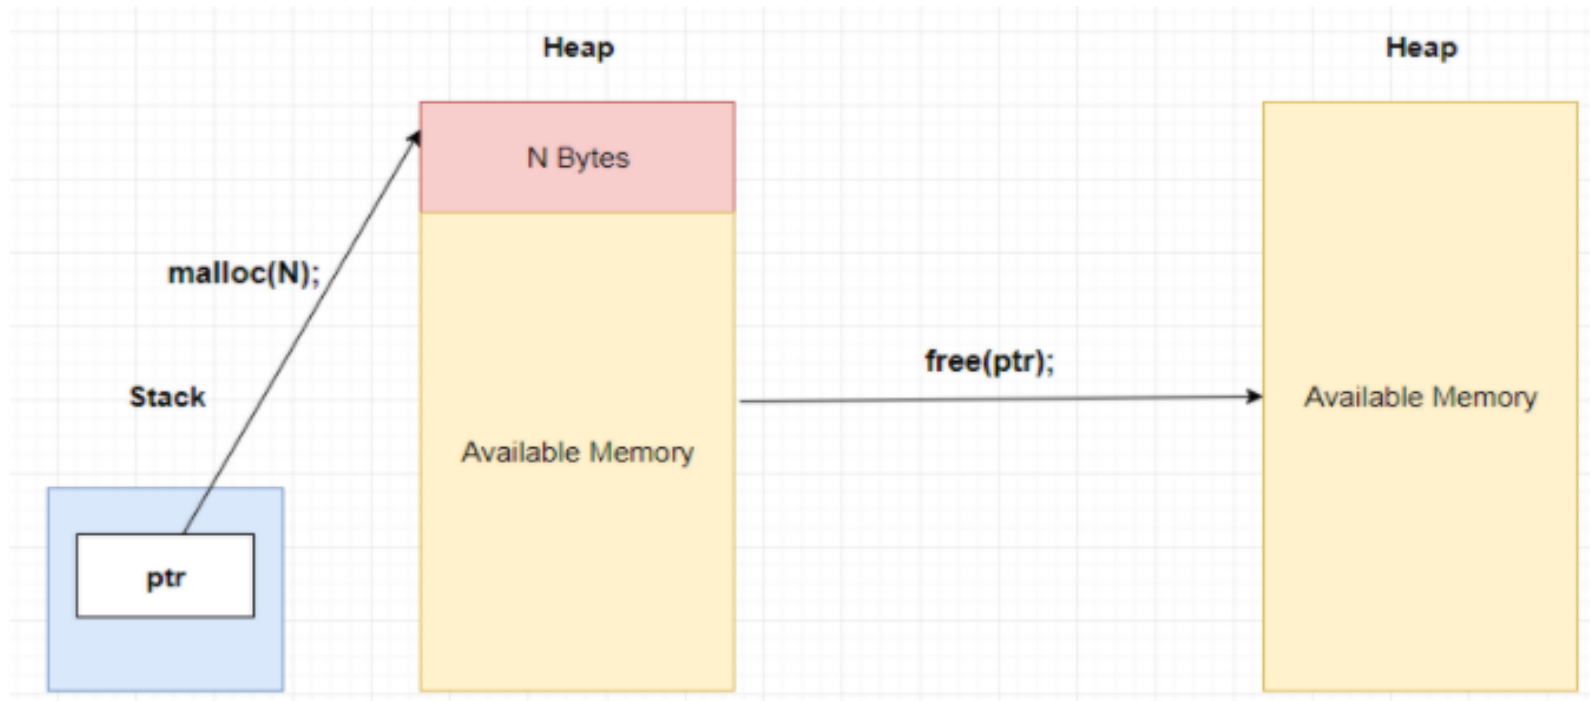 Heap
Heap
N Bytes
malloc(N);
free(ptr);
Stack
Available Memory
Available Memory
ptr